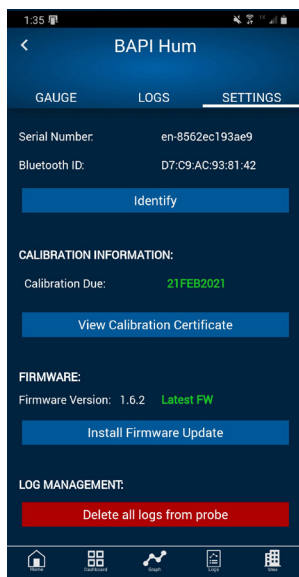 1:35
BAPI Hum
GAUGE LOGS SETTINGS
Serial Number: en-8562ec193ae9
Bluetooth ID: D7:C9:AC:93:81:42
Identify
CALIBRATION INFORMATION:
Calibration Due: 21FEB2021
View Calibration Certificate
FIRMWARE:
Firmware Version: 1.6.2 Latest FW
Install Firmware Update
LOG MANAGEMENT:
Delete all logs from probe
Home Dashboard Graph Logs Sites